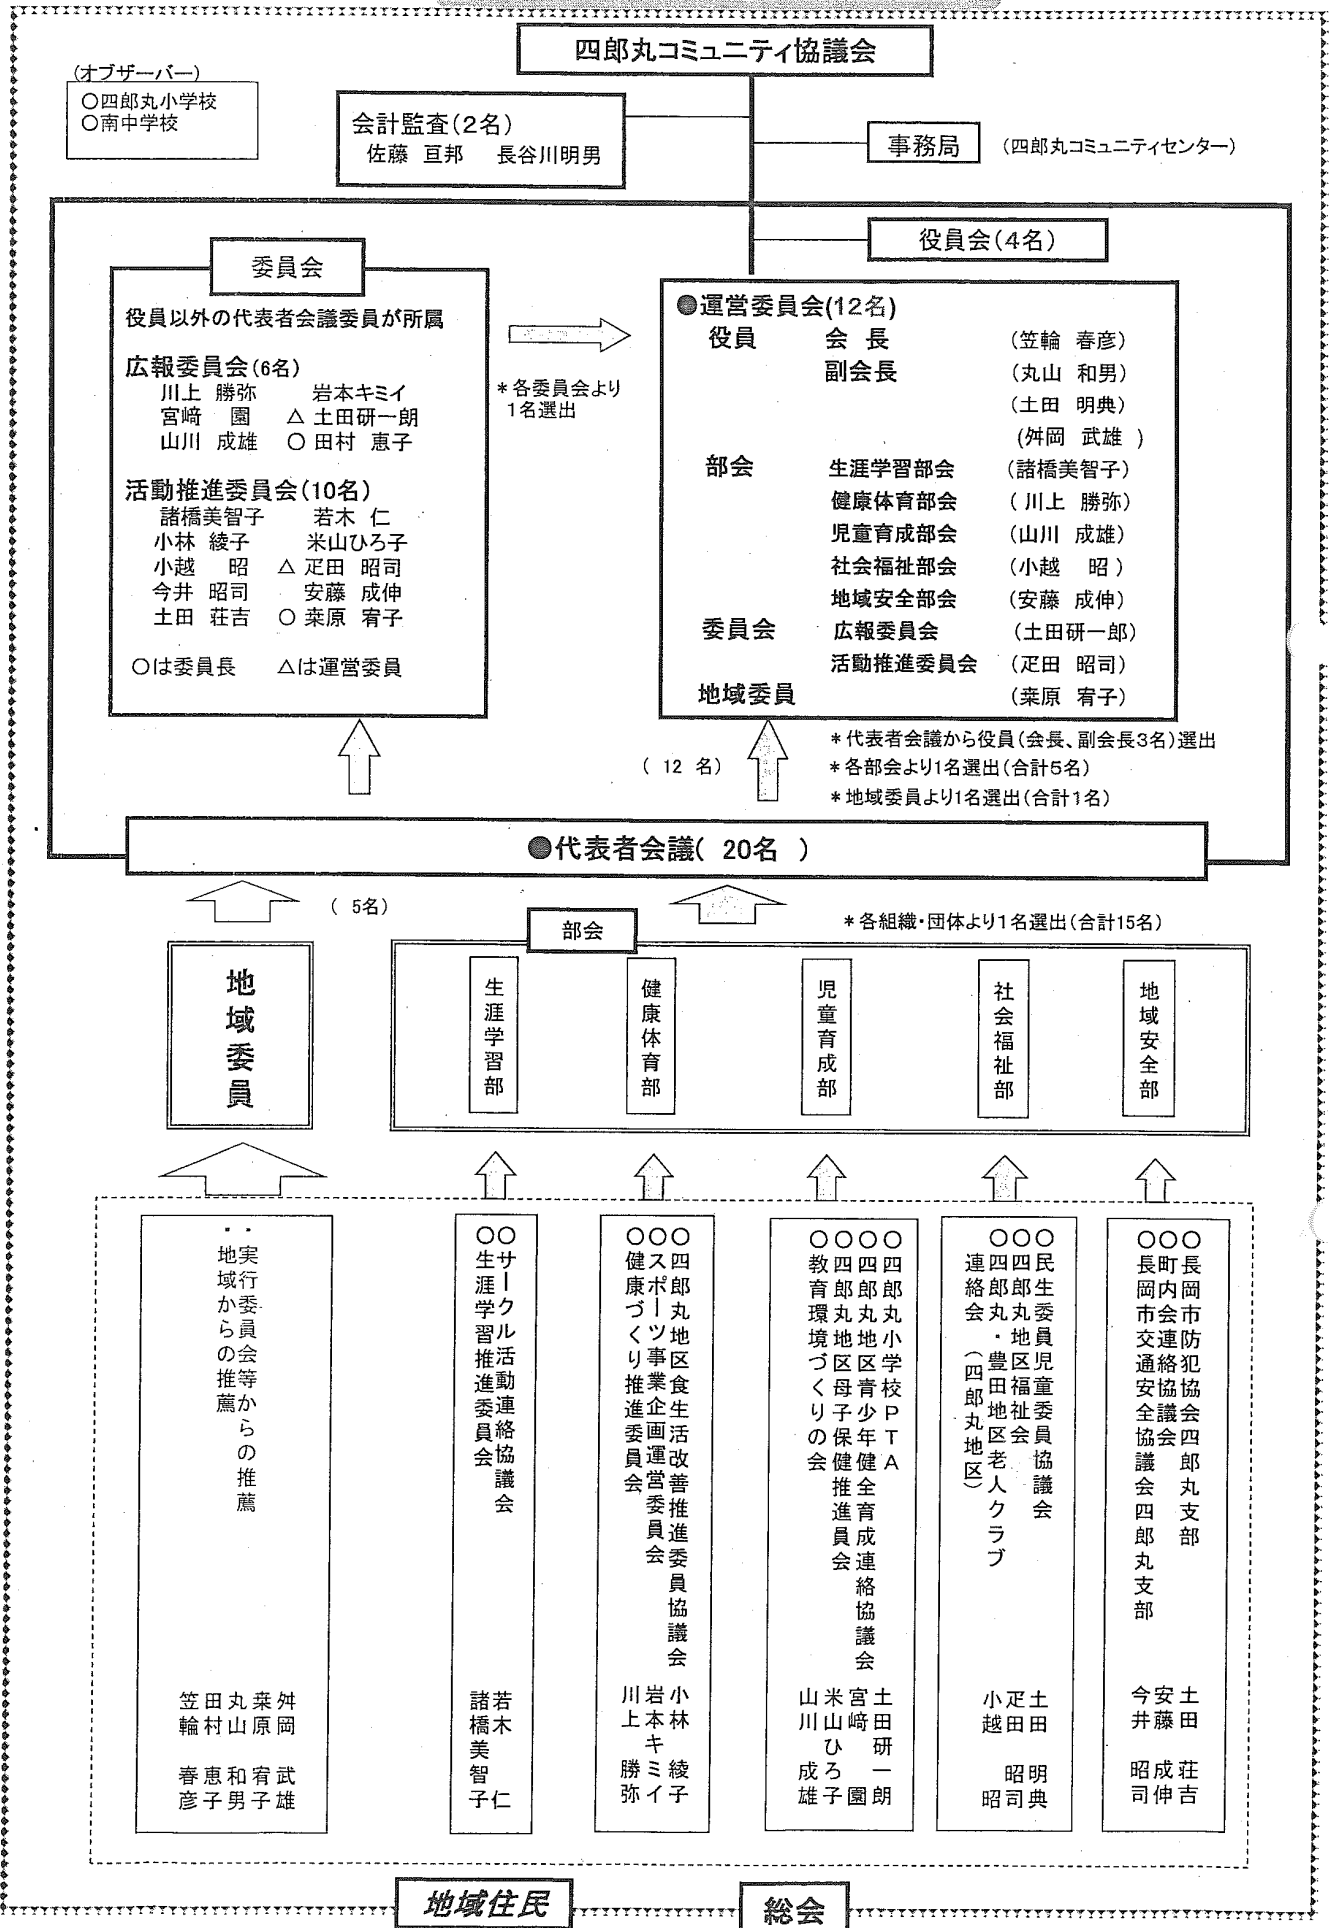 四郎丸コミュニティ協議会
(オブザーバー)
○四郎丸小学校
○南中学校
会計監査(2名)
佐藤 亘邦 長谷川明男
事務局 (四郎丸コミュニティセンター)
役員会(4名)
委員会
役員以外の代表者会議委員が所属
広報委員会(6名)
川上 勝弥 岩本キミイ
宮﨑 園 △ 土田研一朗
山川 成雄 ○ 田村 恵子
活動推進委員会(10名)
諸橋美智子 若木 仁
小林 綾子 米山ひろ子
小越 昭 △ 疋田 昭司
今井 昭司 安藤 成伸
土田 荘吉 ○ 桒原 宥子
○は委員長 △は運営委員
*各委員会より
1名選出
●運営委員会(12名)
役員 会 長 (笠輪 春彦)
副会長 (丸山 和男)
(土田 明典)
(舛岡 武雄 )
部会 生涯学習部会 (諸橋美智子)
健康体育部会 ( 川上 勝弥)
児童育成部会 (山川 成雄)
社会福祉部会 (小越 昭 )
地域安全部会 (安藤 成伸)
委員会 広報委員会 (土田研一郎)
活動推進委員会 (疋田 昭司)
地域委員 (桒原 宥子)
( 12 名)
*代表者会議から役員(会長、副会長3名)選出
*各部会より1名選出(合計5名)
*地域委員より1名選出(合計1名)
●代表者会議( 20名 )
( 5名)
*各組織・団体より1名選出(合計15名)
部会
地域委員
生涯学習部
健康体育部
児童育成部
社会福祉部
地域安全部
・実行委員会等からの推薦
・地域からの推薦
舛岡 武雄
桒原 宥子
丸山 和男
田村 恵子
笠輪 春彦
○サークル活動連絡協議会
○生涯学習推進委員会
若木 仁
諸橋美智子
○四郎丸地区食生活改善推進委員協議会
○スポーツ事業企画運営委員会
○健康づくり推進委員会
小林 綾子
岩本キミイ
川上 勝弥
○四郎丸小学校PTA
○四郎丸地区青少年健全育成連絡協議会
○四郎丸地区母子保健推進員会
○教育環境づくりの会
土田研一朗
宮﨑 園
米山ひろ子
山川 成雄
○民生委員児童委員協議会
○四郎丸地区福祉会
○四郎丸・豊田地区老人クラブ
連絡会 (四郎丸地区)
土田 明典
疋田 昭司
小越 昭
○長岡市防犯協会四郎丸支部
○町内会連絡協議会
○長岡市交通安全協議会四郎丸支部
土田 荘吉
安藤 成伸
今井 昭司
地域住民
総会